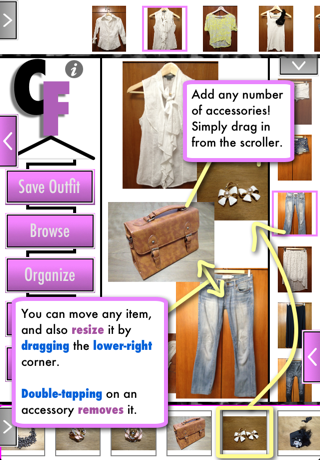 CF
i
Add any number
of accessories!
Simply drag in
from the scroller.
Save Outfit
Browse
Organize
You can move any item,
and also resize it by
dragging the lower-right
corner.
Double-tapping on an
accessory removes it.